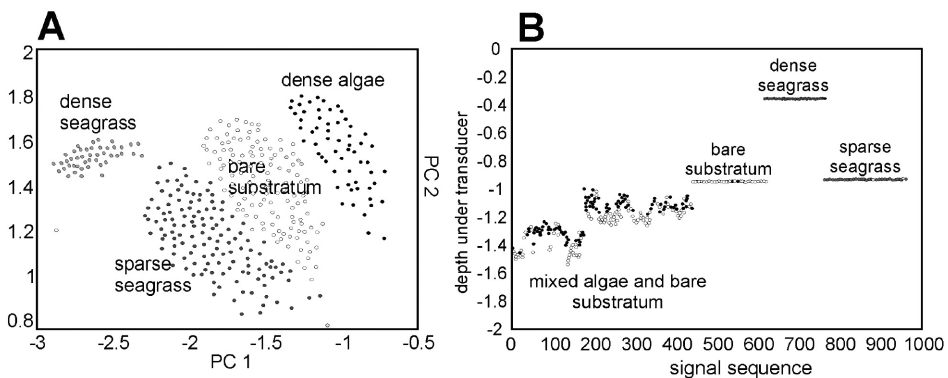 A
2
1.8
1.6
1.4
1.2
1
0.8
dense
seagrass
dense algae
bare
substratum
sparse
seagrass
PC 2
-3
-2.5
-2
-1.5
-1
-0.5
PC 1
B
0
-0.2
-0.4
-0.6
-0.8
-1
-1.2
-1.4
-1.6
-1.8
-2
depth under transducer
dense
seagrass
bare
substratum
sparse
seagrass
mixed algae and bare
substratum
0
100
200
300
400
500
600
700
800
900
1000
signal sequence